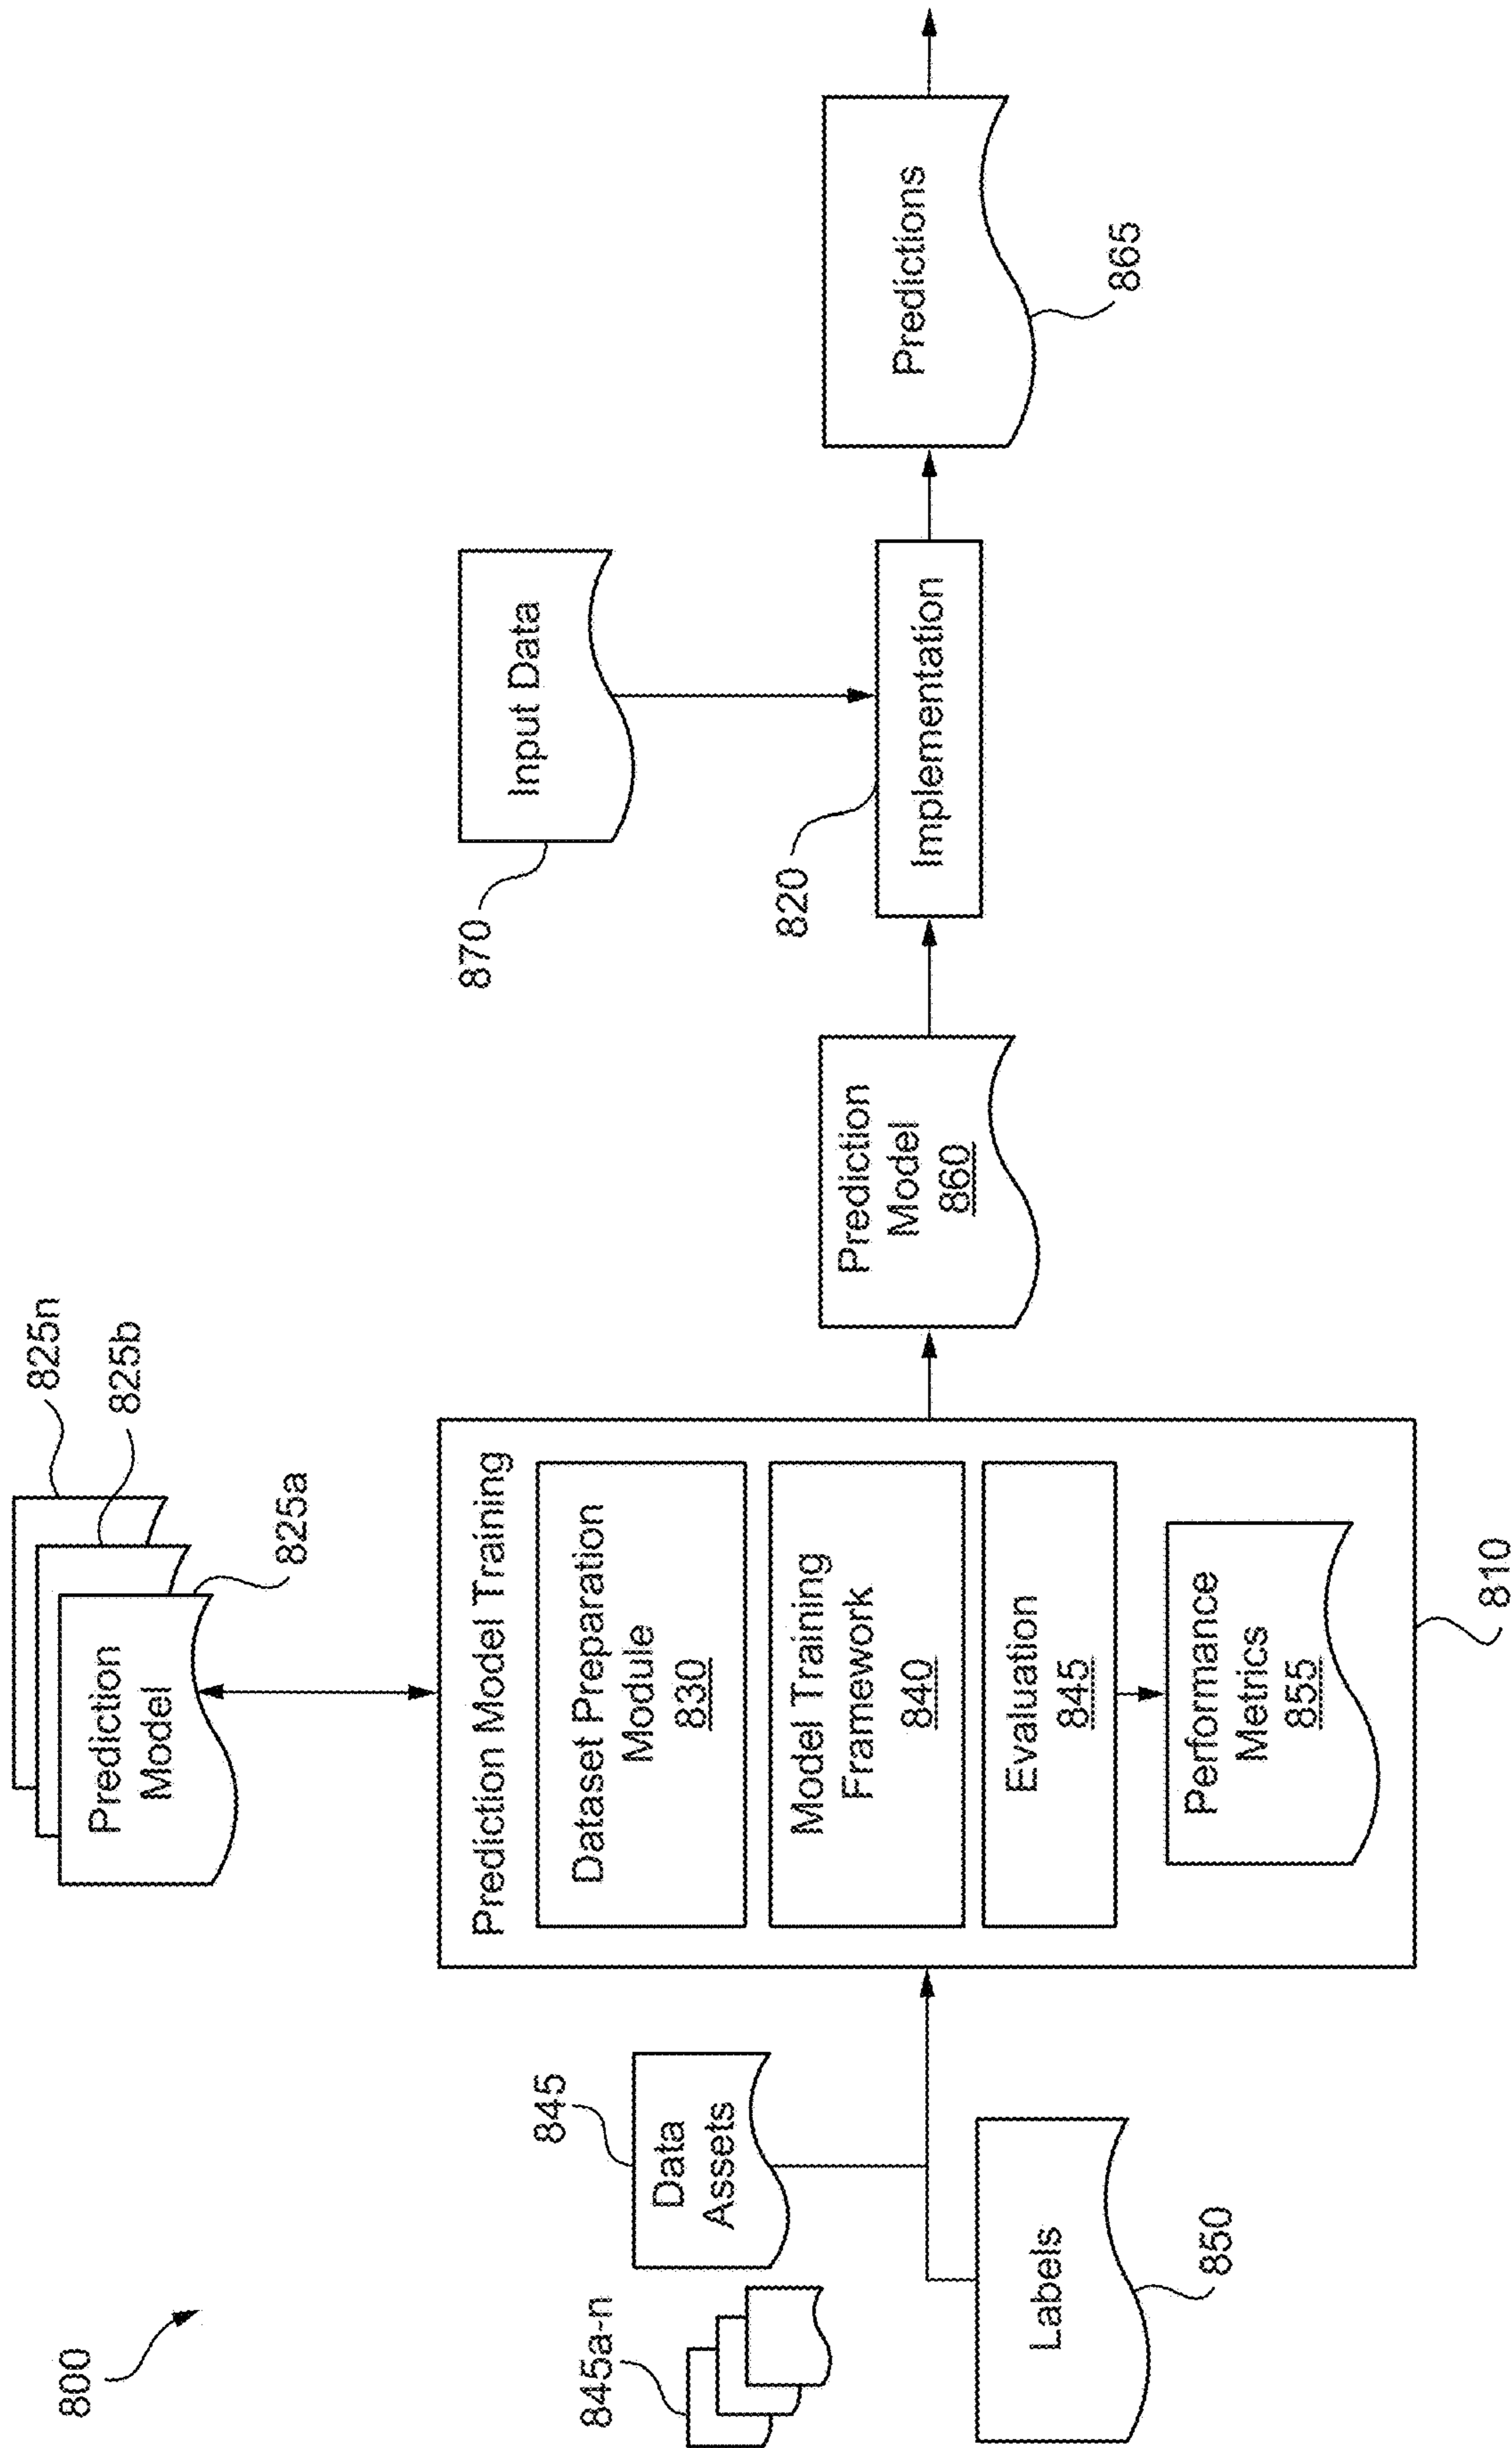 800
825n
825b
825a
Prediction
Model
845
Data
Assets
845a-n
Labels
850
Prediction Model Training
Dataset Preparation
Module
830
Model Training
Framework
840
Evaluation
845
Performance
Metrics
855
810
Prediction
Model
860
870
Input Data
820
Implementation
Predictions
865